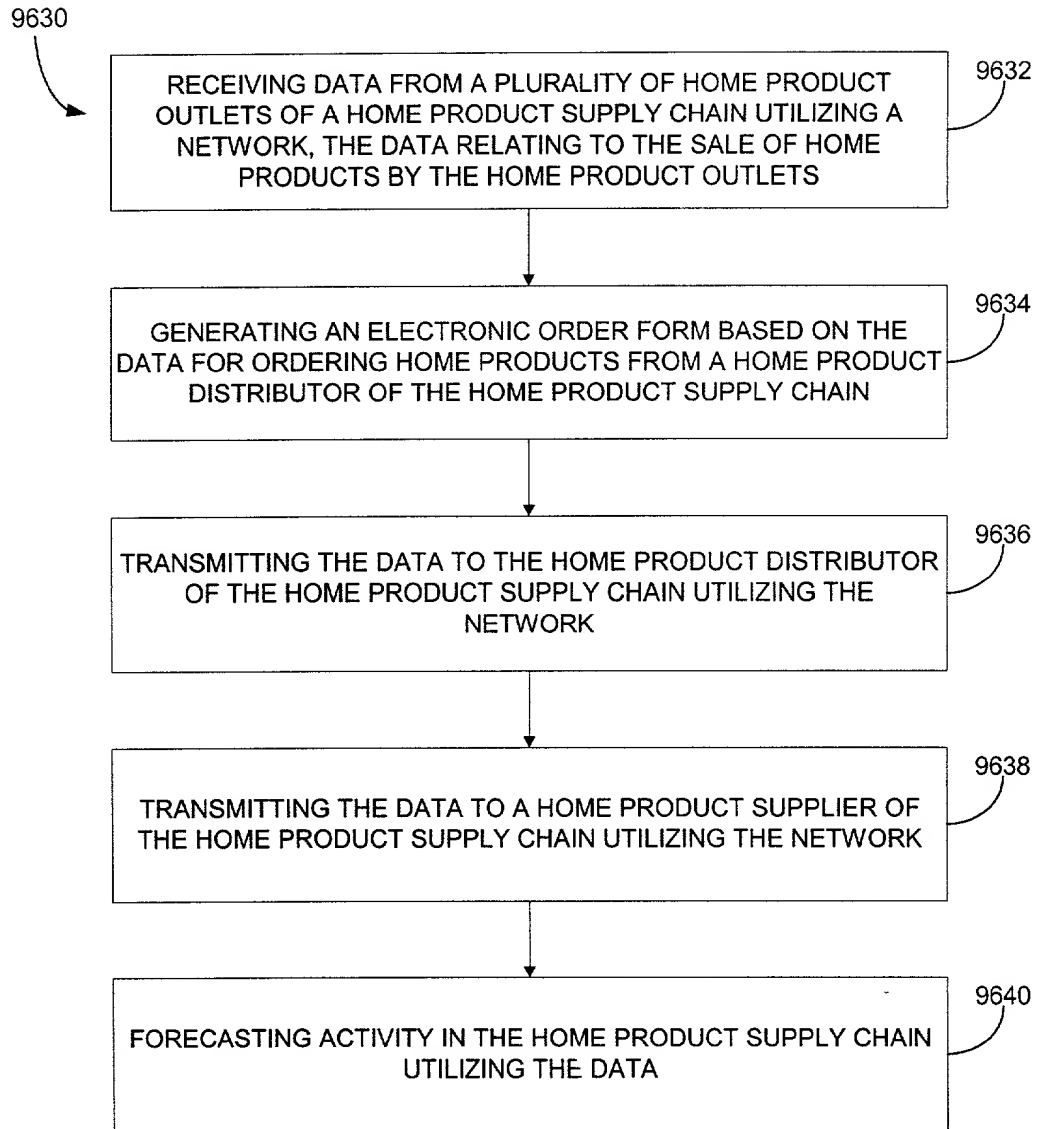 9630
RECEIVING DATA FROM A PLURALITY OF HOME PRODUCT
OUTLETS OF A HOME PRODUCT SUPPLY CHAIN UTILIZING A
NETWORK, THE DATA RELATING TO THE SALE OF HOME
PRODUCTS BY THE HOME PRODUCT OUTLETS
9632
GENERATING AN ELECTRONIC ORDER FORM BASED ON THE
DATA FOR ORDERING HOME PRODUCTS FROM A HOME PRODUCT
DISTRIBUTOR OF THE HOME PRODUCT SUPPLY CHAIN
9634
TRANSMITTING THE DATA TO THE HOME PRODUCT DISTRIBUTOR
OF THE HOME PRODUCT SUPPLY CHAIN UTILIZING THE
NETWORK
9636
TRANSMITTING THE DATA TO A HOME PRODUCT SUPPLIER OF
THE HOME PRODUCT SUPPLY CHAIN UTILIZING THE NETWORK
9638
FORECASTING ACTIVITY IN THE HOME PRODUCT SUPPLY CHAIN
UTILIZING THE DATA
9640